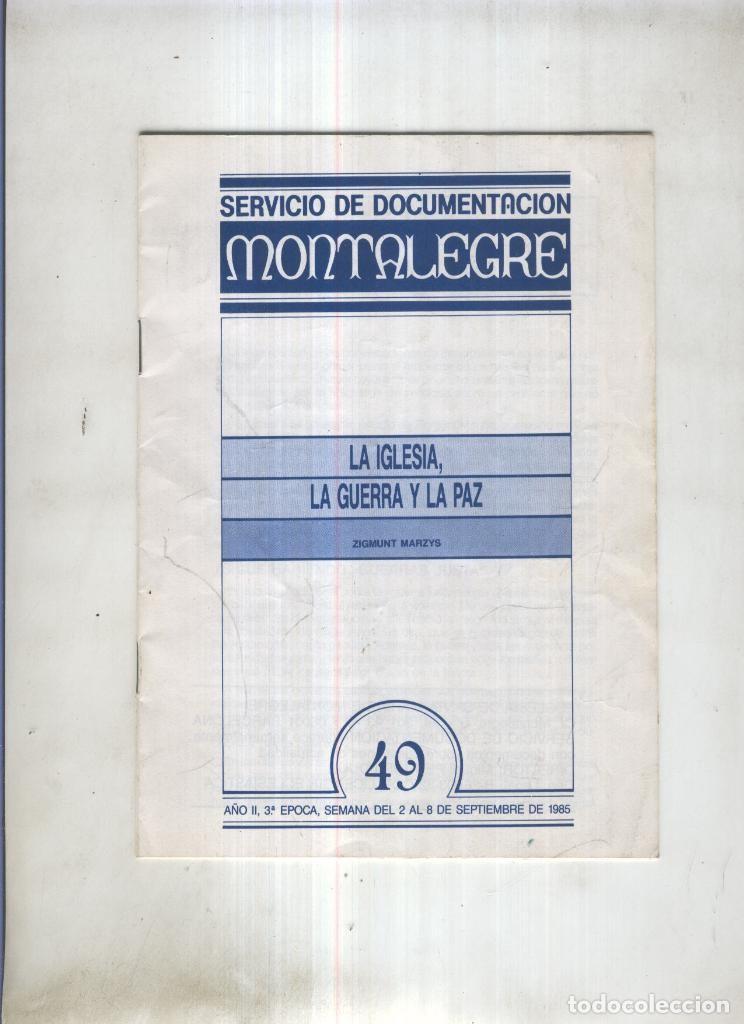 SERVICIO DE DOCUMENTACION
MONTALEGRE
LA IGLESIA,
LA GUERRA Y LA PAZ
ZIGMUNT MARZYS
49
AÑO II, 3.ª EPOCA, SEMANA DEL 2 AL 8 DE SEPTIEMBRE DE 1985
todocoleccion